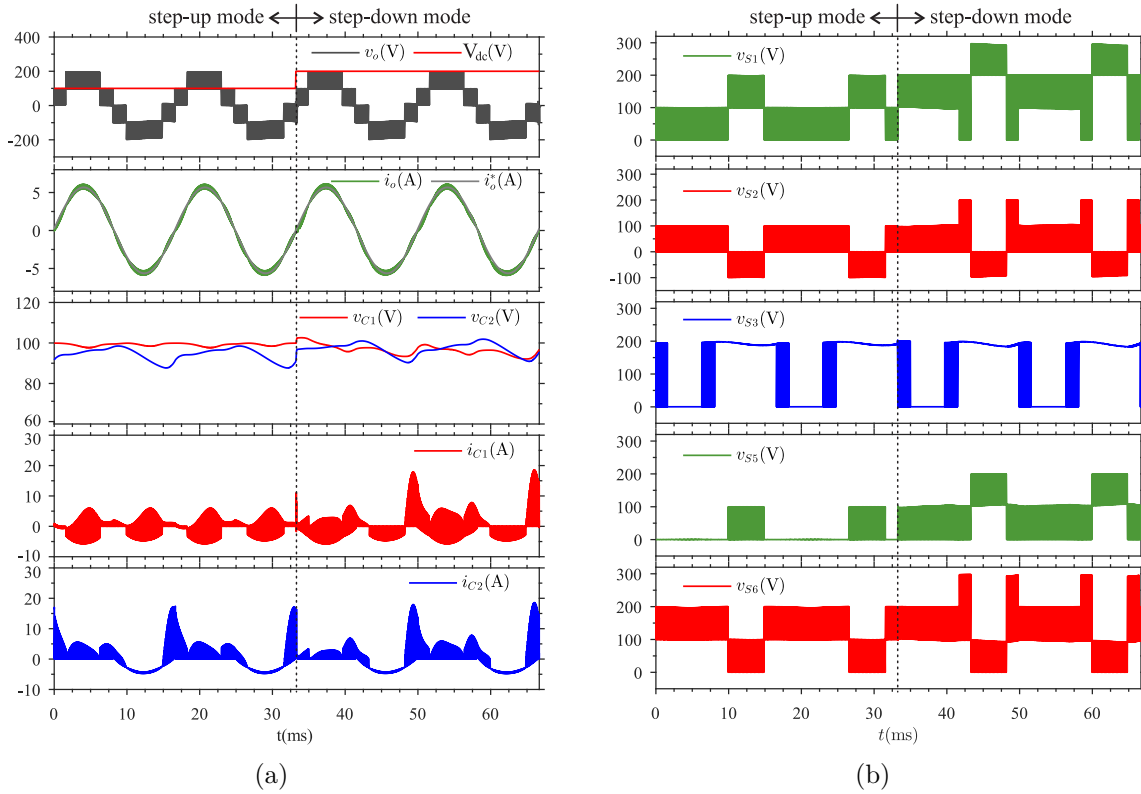 step-up mode step-down mode
v_o(V) V_dc(V)
400
200
0
-200
i_o(A) i_o^*(A)
5
0
-5
v_C1(V) v_C2(V)
120
100
80
60
i_C1(A)
30
20
10
0
-10
i_C2(A)
30
20
10
0
-10
0 10 20 30 40 50 60
t(ms)
(a)
step-up mode step-down mode
v_S1(V)
300
200
100
0
v_S2(V)
300
200
100
0
-100
v_S3(V)
300
200
100
0
v_S5(V)
300
200
100
0
v_S6(V)
300
200
100
0
0 10 20 30 40 50 60
t(ms)
(b)